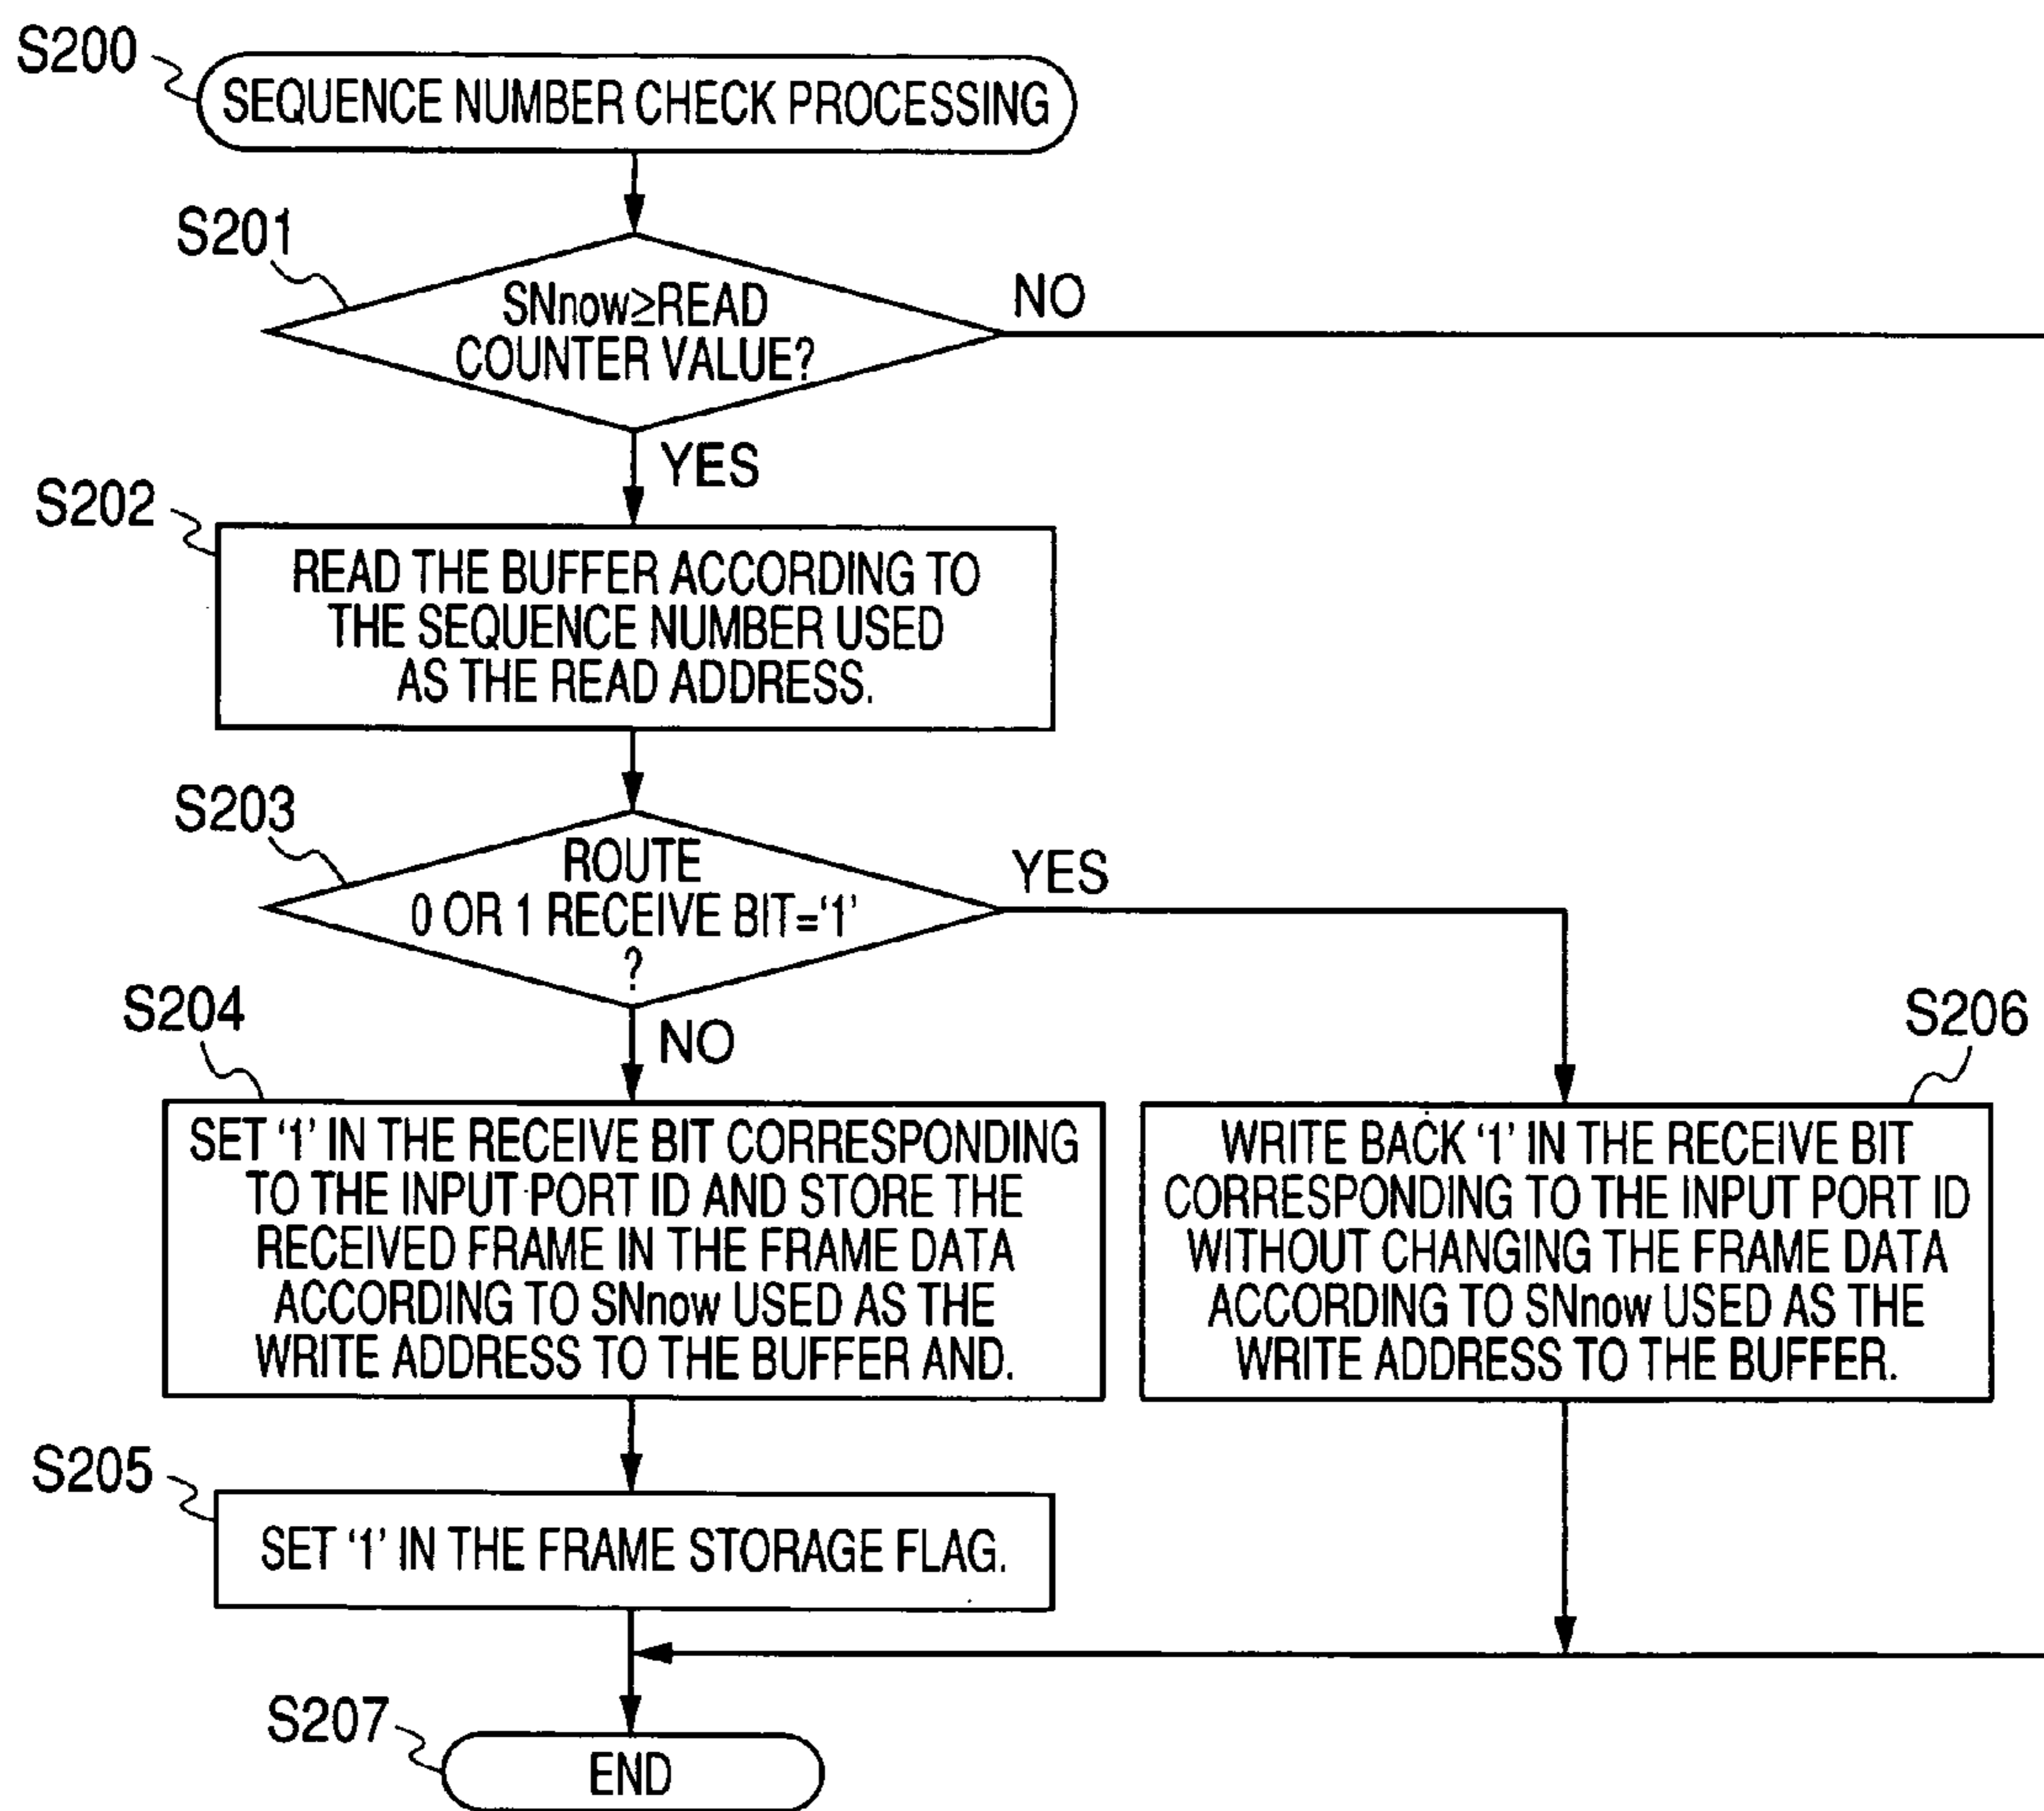 S200
SEQUENCE NUMBER CHECK PROCESSING
S201
SNnow≥READ
COUNTER VALUE?
NO
YES
S202
READ THE BUFFER ACCORDING TO
THE SEQUENCE NUMBER USED
AS THE READ ADDRESS.
S203
ROUTE
0 OR 1 RECEIVE BIT=‘1’
?
YES
NO
S204
SET ‘1’ IN THE RECEIVE BIT CORRESPONDING
TO THE INPUT PORT ID AND STORE THE
RECEIVED FRAME IN THE FRAME DATA
ACCORDING TO SNnow USED AS THE
WRITE ADDRESS TO THE BUFFER AND.
S206
WRITE BACK ‘1’ IN THE RECEIVE BIT
CORRESPONDING TO THE INPUT PORT ID
WITHOUT CHANGING THE FRAME DATA
ACCORDING TO SNnow USED AS THE
WRITE ADDRESS TO THE BUFFER.
S205
SET ‘1’ IN THE FRAME STORAGE FLAG.
S207
END